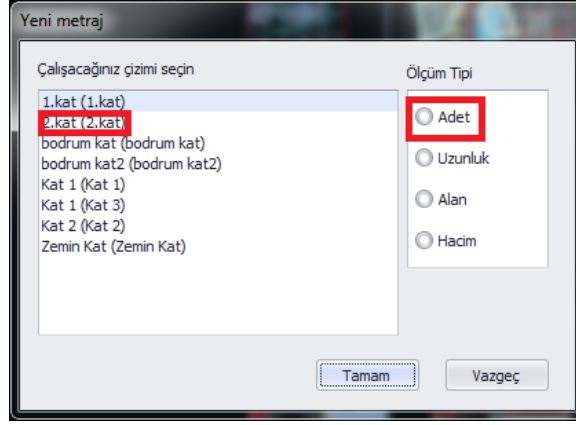 Yeni metraj
Çalışacağınız çizimi seçin
1.kat (1.kat)
2.kat (2.kat)
bodrum kat (bodrum kat)
bodrum kat2 (bodrum kat2)
Kat 1 (Kat 1)
Kat 1 (Kat 3)
Kat 2 (Kat 2)
Zemin Kat (Zemin Kat)
Ölçüm Tipi
Adet
Uzunluk
Alan
Hacim
Tamam
Vazgeç